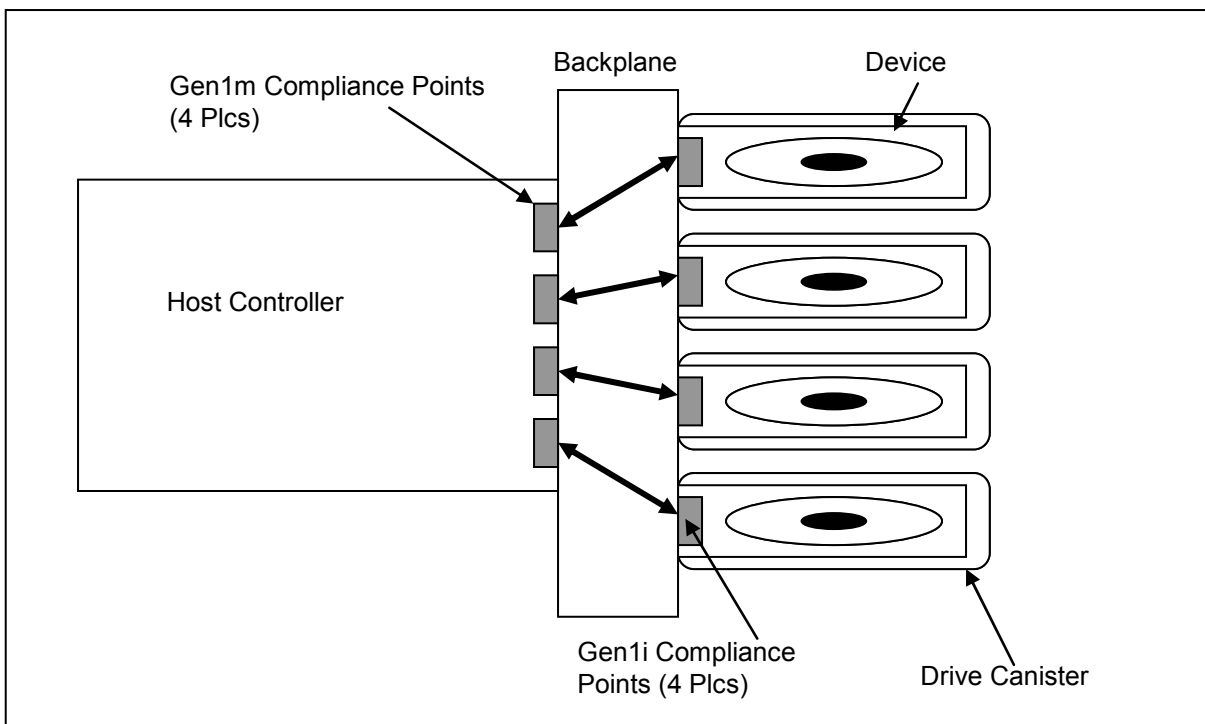 Backplane
Device
Gen1m Compliance Points
(4 Plcs)
Host Controller
Gen1i Compliance
Points (4 Plcs)
Drive Canister